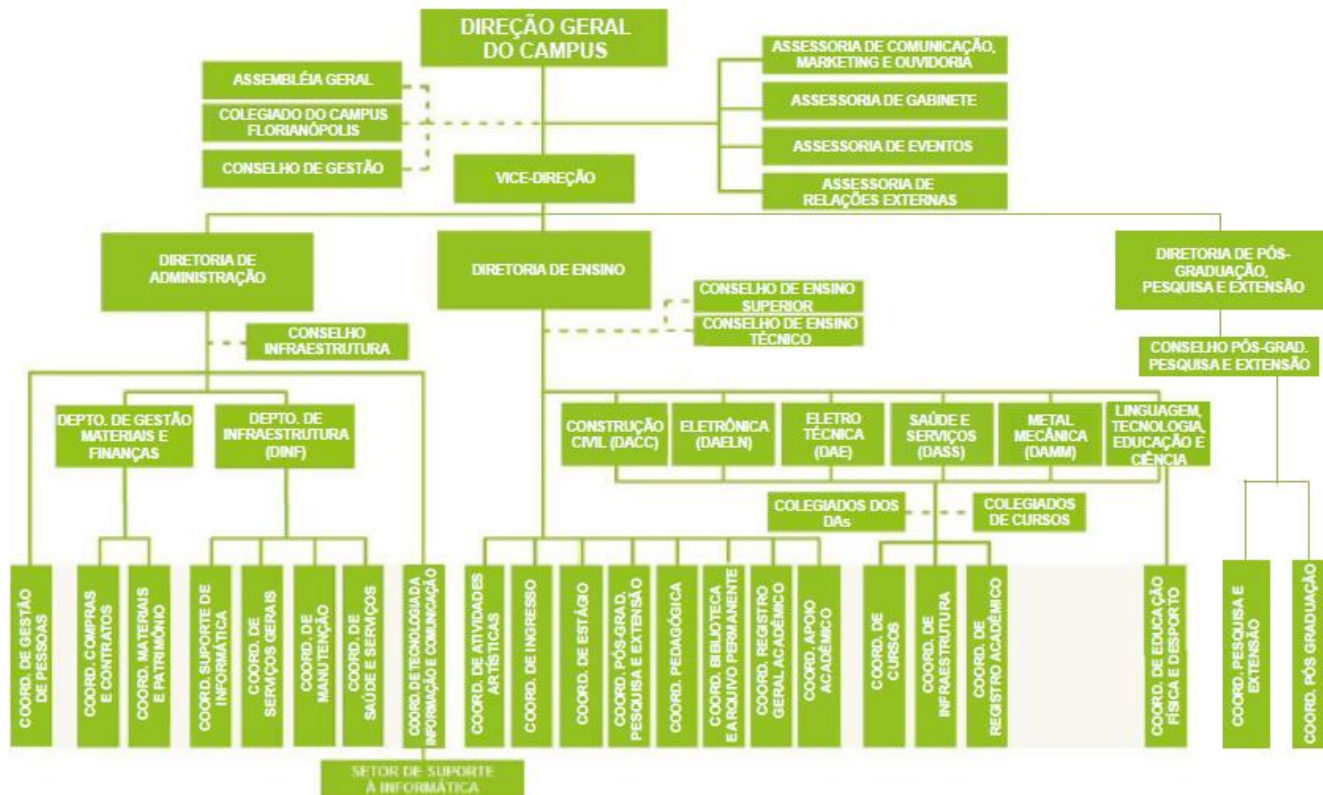 DIREÇÃO GERAL
DO CAMPUS
ASSEMBLÉIA GERAL
COLEGIADO DO CAMPUS
FLORIANÓPOLIS
CONSELHO DE GESTÃO
ASSESSORIA DE COMUNICAÇÃO,
MARKETING E OUVIDORIA
ASSESSORIA DE GABINETE
ASSESSORIA DE EVENTOS
ASSESSORIA DE
RELAÇÕES EXTERNAS
VICE-DIREÇÃO
DIRETORIA DE
ADMINISTRAÇÃO
DIRETORIA DE ENSINO
DIRETORIA DE PÓS-
GRADUAÇÃO,
PESQUISA E EXTENSÃO
CONSELHO DE ENSINO
SUPERIOR
CONSELHO DE ENSINO
TÉCNICO
CONSELHO
INFRAESTRUTURA
CONSELHO PÓS-GRAD.
PESQUISA E EXTENSÃO
DEPTO. DE GESTÃO
MATERIAIS E
FINANÇAS
DEPTO. DE
INFRAESTRUTURA
(DINF)
CONSTRUÇÃO
CIVIL (DACC)
ELETRÔNICA
(DAELN)
ELETRO
TÉCNICA
(DAE)
SAÚDE E
SERVIÇOS
(DASS)
METAL
MECÂNICA
(DAMM)
LINGUAGEM,
TECNOLOGIA,
EDUCAÇÃO E
CIÊNCIA
COLEGIADOS DOS
DAs
COLEGIADOS
DE CURSOS
COORD. DE GESTÃO
DE PESSOAS
COORD. COMPRAS
E CONTRATOS
COORD. MATERIAIS
E PATRIMÔNIO
COORD. SUPORTE DE
INFORMÁTICA
COORD. DE
SERVIÇOS GERAIS
COORD. DE
MANUTENÇÃO
COORD. DE
SAÚDE E SERVIÇOS
COORD. DE TECNOLOGIA DA
INFORMAÇÃO E COMUNICAÇÃO
COORD. DE ATIVIDADES
ARTÍSTICAS
COORD. DE INGRESSO
COORD. DE ESTÁGIO
COORD. PÓS-GRAD.
PESQUISA E EXTENSÃO
COORD. PEDAGÓGICA
COORD. BIBLIOTECA
E ARQUIVO PERMANENTE
COORD. REGISTRO
GERAL ACADÊMICO
COORD. APOIO
ACADÊMICO
COORD. DE
CURSOS
COORD. DE
INFRAESTRUTURA
COORD. DE
REGISTRO ACADÊMICO
COORD. DE EDUCAÇÃO
FÍSICA E DESPORTO
COORD. PESQUISA E
EXTENSÃO
COORD. PÓS GRADUAÇÃO
SETOR DE SUPORTE
À INFORMÁTICA